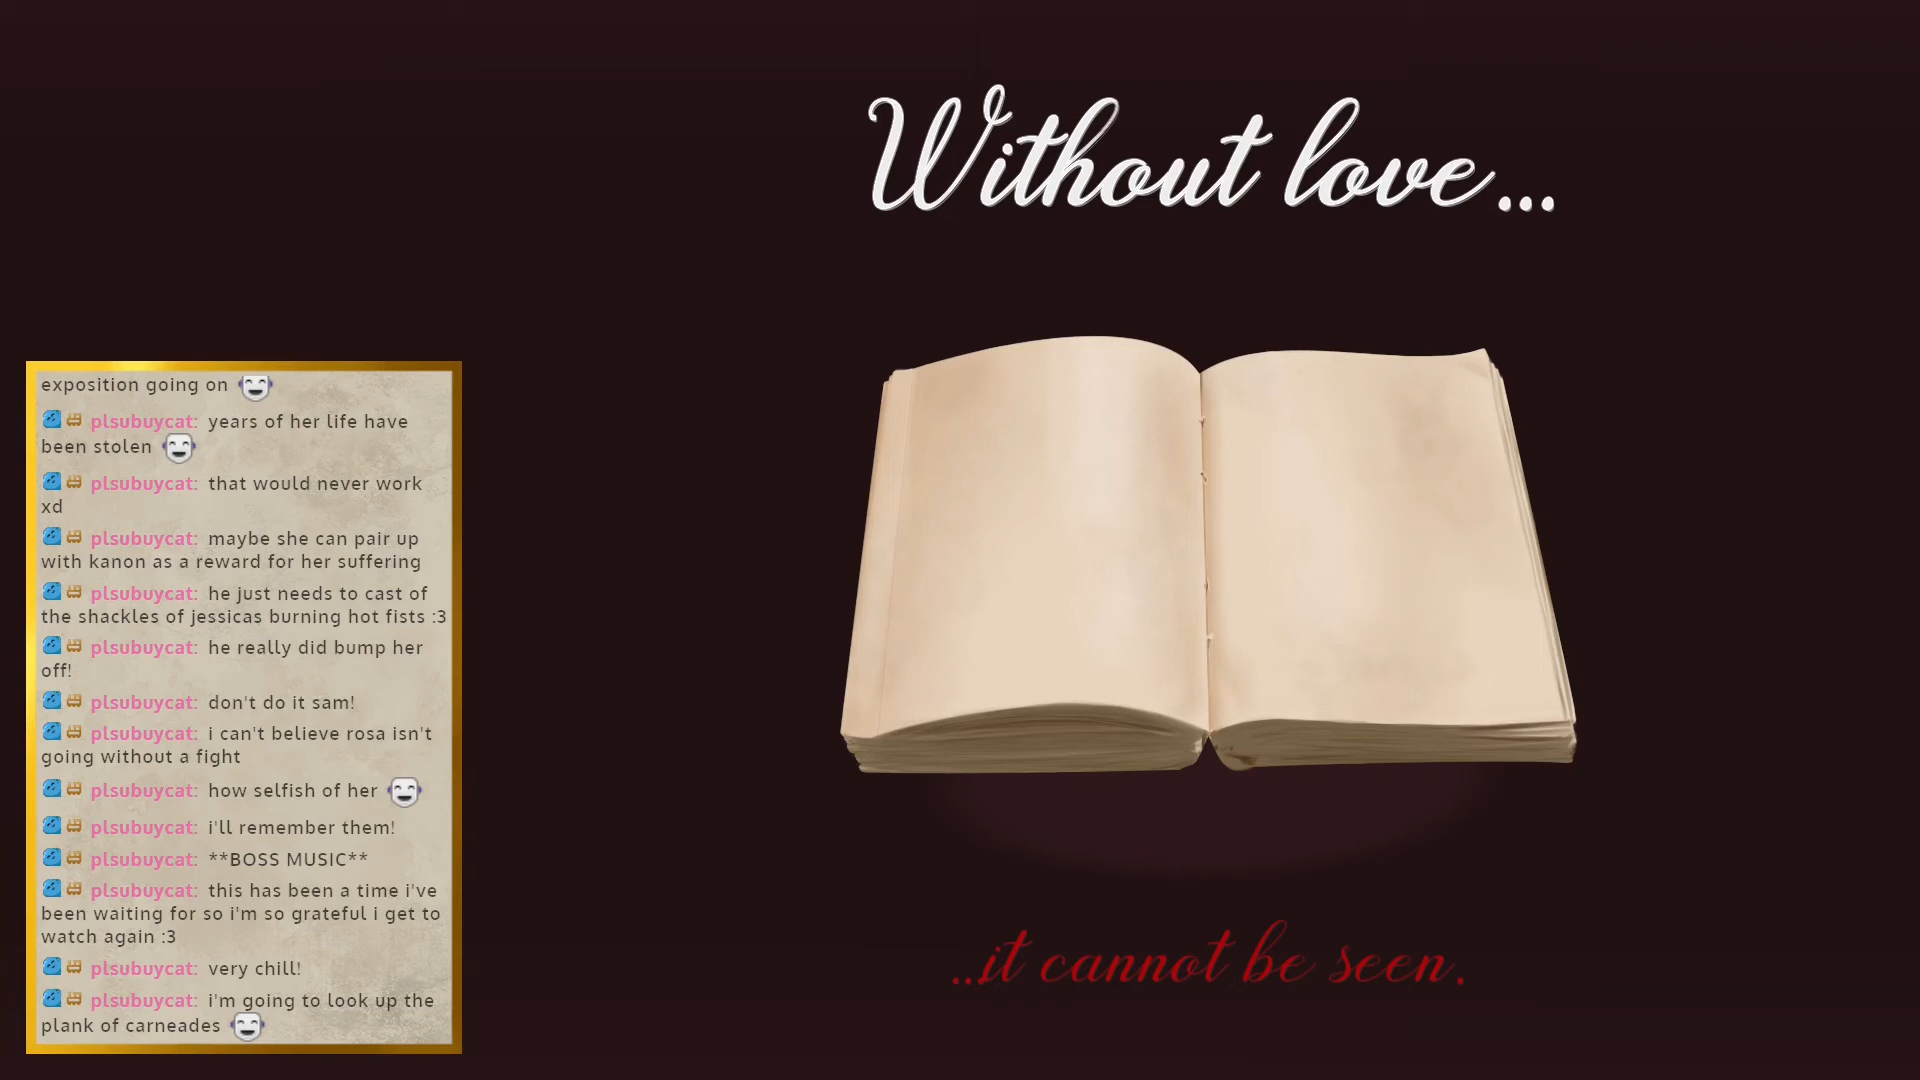 Without love...
exposition going on
plsubuycat: years of her life have
been stolen
plsubuycat: that would never work
xd
plsubuycat: maybe she can pair up
with kanon as a reward for her suffering
plsubuycat: he just needs to cast of
the shackles of jessicas burning hot fists :3
plsubuycat: he really did bump her
off!
plsubuycat: don't do it sam!
plsubuycat: i can't believe rosa isn't
going without a fight
plsubuycat: how selfish of her
plsubuycat: i'll remember them!
plsubuycat: **BOSS MUSIC**
plsubuycat: this has been a time i've
been waiting for so i'm so grateful i get to
watch again :3
plsubuycat: very chill!
plsubuycat: i'm going to look up the
plank of carneades
...it cannot be seen.